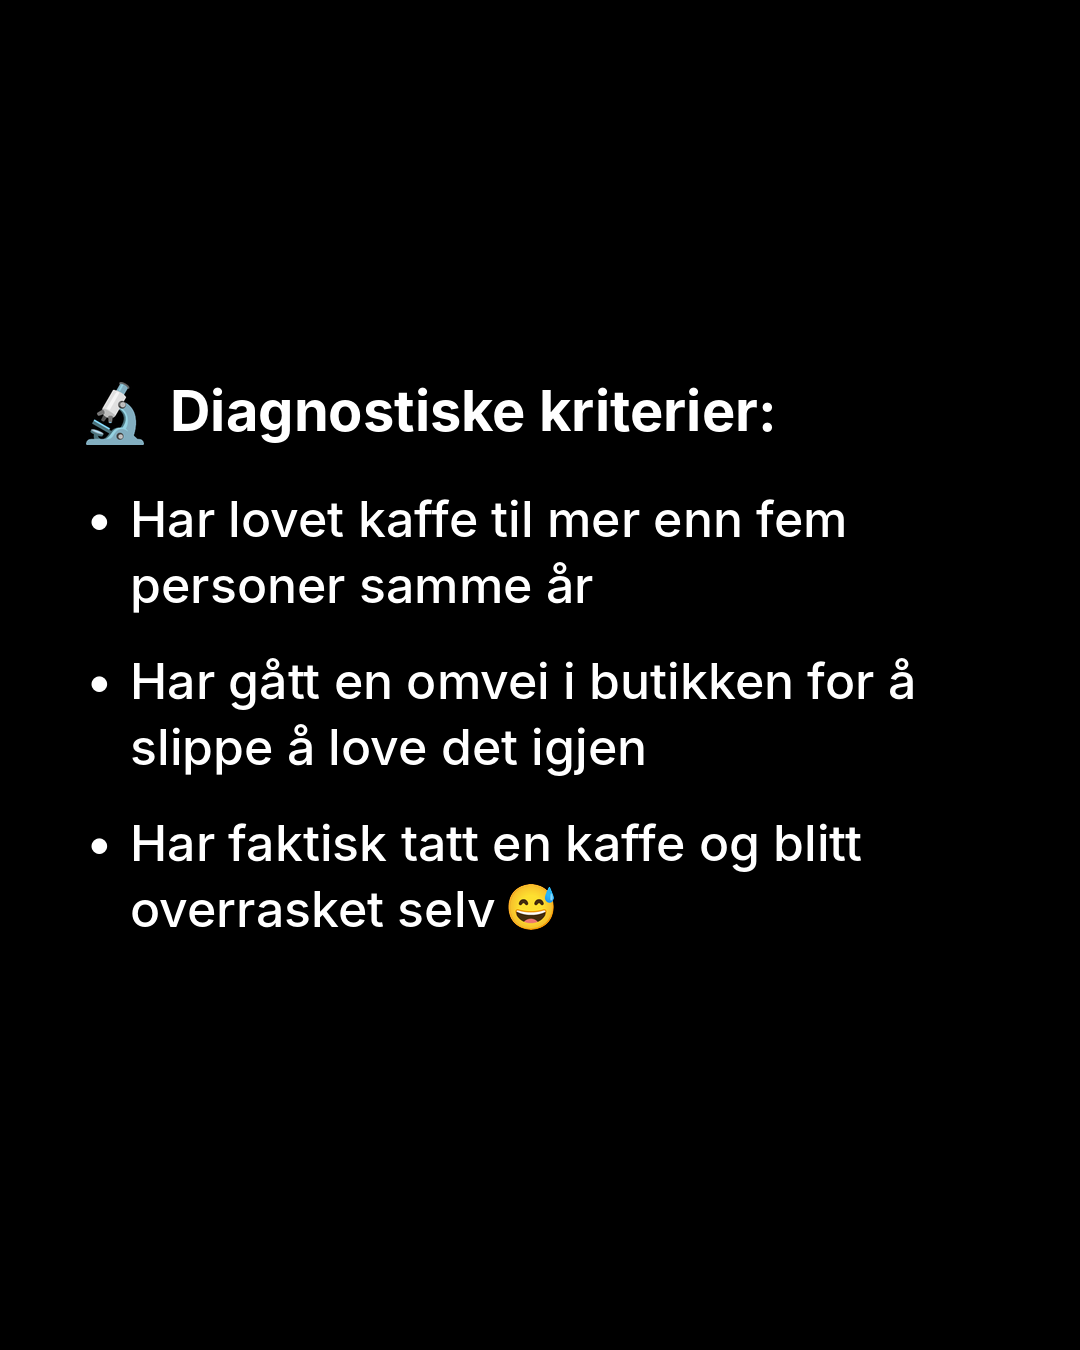 🔬 Diagnostiske kriterier:
• Har lovet kaffe til mer enn fem
personer samme år
• Har gått en omvei i butikken for å
slippe å love det igjen
• Har faktisk tatt en kaffe og blitt
overrasket selv 😅